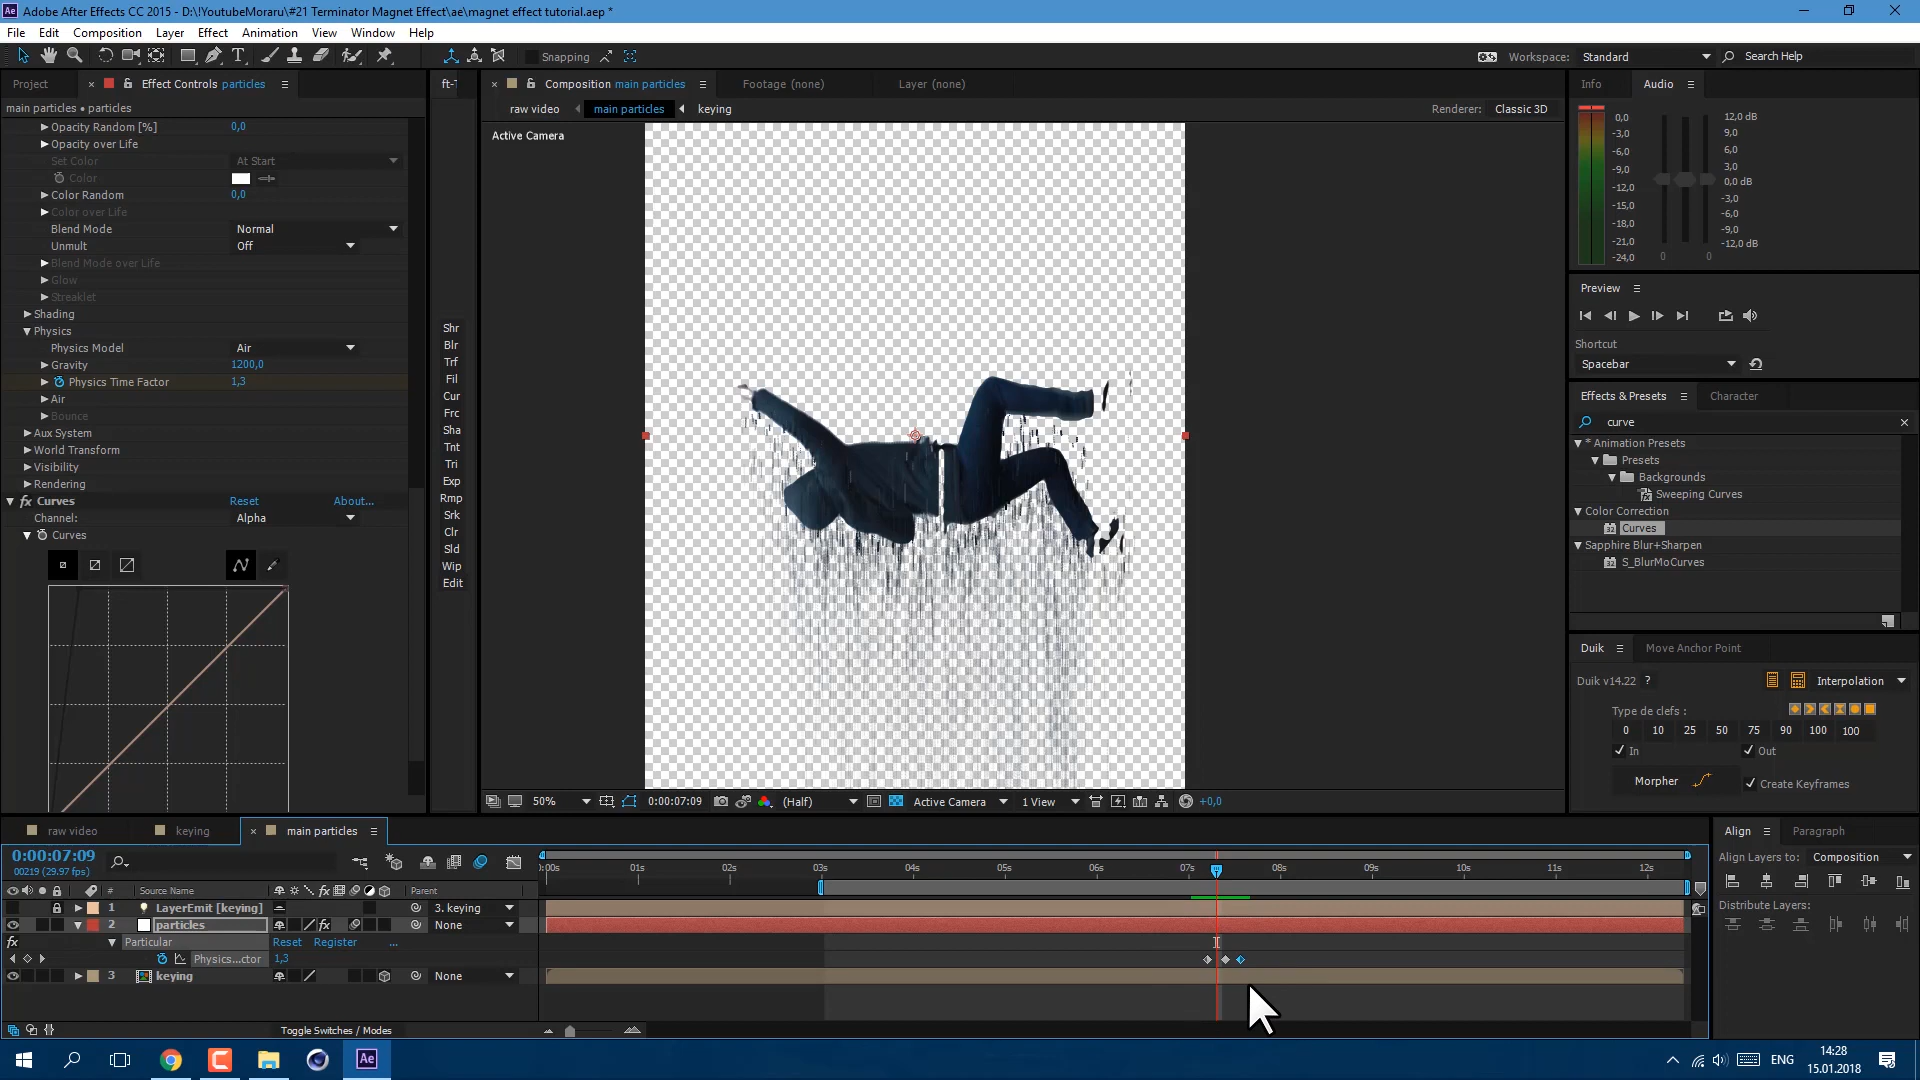 Adobe After Effects CC 2015 - D:\!YoutubeMoraru\#21 Terminator Magnet Effect\ae\magnet effect tutorial.aep *
File Edit Composition Layer Effect Animation View Window Help
Snapping
Workspace: Standard
Search Help
Project
Effect Controls particles
ft-T
Composition main particles
Footage (none)
Layer (none)
Info
Audio
main particles • particles
raw video
main particles
keying
Renderer: Classic 3D
Active Camera
Opacity Random [%] 0,0
Opacity over Life
Set Color At Start
Color
Color Random 0,0
Color over Life
Blend Mode Normal
Unmult Off
Blend Mode over Life
Glow
Streaklet
Shading
Physics
Physics Model Air
Gravity 1200,0
Physics Time Factor 1,3
Air
Bounce
Aux System
World Transform
Visibility
Rendering
fx Curves Reset About...
Channel: Alpha
Curves
Shr
Blr
Trf
Fil
Cur
Frc
Sha
Tnt
Tri
Exp
Rmp
Srk
Clr
Sld
Wip
Edit
0,0
-3,0
-6,0
-9,0
-12,0
-15,0
-18,0
-21,0
-24,0
12,0 dB
9,0
6,0
3,0
0,0 dB
-3,0
-6,0
-9,0
-12,0 dB
0 0
Preview
Shortcut
Spacebar
Effects & Presets
Character
curve
* Animation Presets
Presets
Backgrounds
Sweeping Curves
Color Correction
32 Curves
Sapphire Blur+Sharpen
32 S_BlurMoCurves
Duik
Move Anchor Point
Duik v14.22 ?
Interpolation
Type de clefs :
0 10 25 50 75 90 100 100
In
Out
Morpher
Create Keyframes
50%
0:00:07:09
(Half)
Active Camera
1 View
+0,0
raw video
keying
main particles
0:00:07:09
00219 (29.97 fps)
:00s 01s 02s 03s 04s 05s 06s 07s 08s 09s 10s 11s 12s
# Source Name
fx
Parent
1 LayerEmit [keying] 3. keying
2 particles fx None
fx Particular Reset Register ...
Physics...ctor 1,3
3 keying None
Toggle Switches / Modes
Align
Paragraph
Align Layers to: Composition
Distribute Layers:
Ae
ENG
14:28
15.01.2018